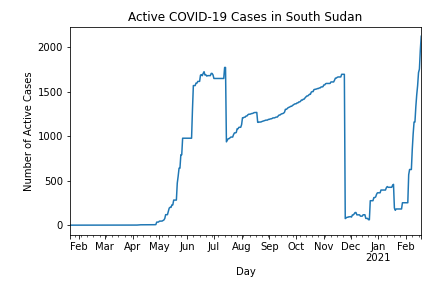 Active COVID-19 Cases in South Sudan
Number of Active Cases
2000
1500
1000
500
0
Feb Mar Apr May Jun Jul Aug Sep Oct Nov Dec Jan Feb
2021
Day